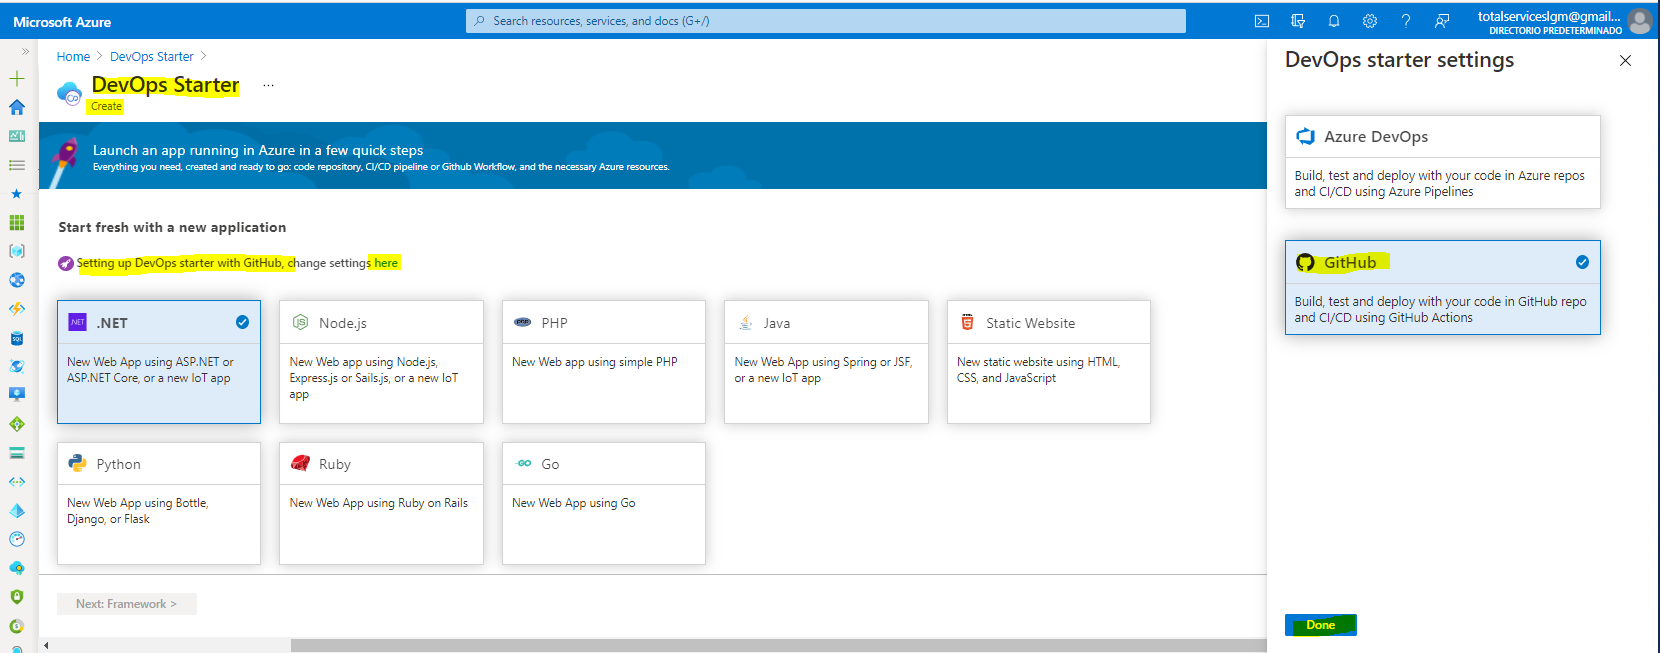 Microsoft Azure
Search resources, services, and docs (G+/)
totalserviceslgm@gmail...
DIRECTORIO PREDETERMINADO
Home > DevOps Starter >
DevOps Starter ...
Create
Launch an app running in Azure in a few quick steps
Everything you need, created and ready to go: code repository, CI/CD pipeline or Github Workflow, and the necessary Azure resources.
Start fresh with a new application
Setting up DevOps starter with GitHub, change settings here
.NET
New Web App using ASP.NET or
ASP.NET Core, or a new IoT app
Node.js
New Web app using Node.js,
Express.js or Sails.js, or a new IoT
app
PHP
New Web app using simple PHP
Java
New Web App using Spring or JSF,
or a new IoT app
Static Website
New static website using HTML,
CSS, and JavaScript
Python
New Web App using Bottle,
Django, or Flask
Ruby
New Web App using Ruby on Rails
Go
New Web App using Go
Next: Framework >
DevOps starter settings
Azure DevOps
Build, test and deploy with your code in Azure repos
and CI/CD using Azure Pipelines
GitHub
Build, test and deploy with your code in GitHub repo
and CI/CD using GitHub Actions
Done